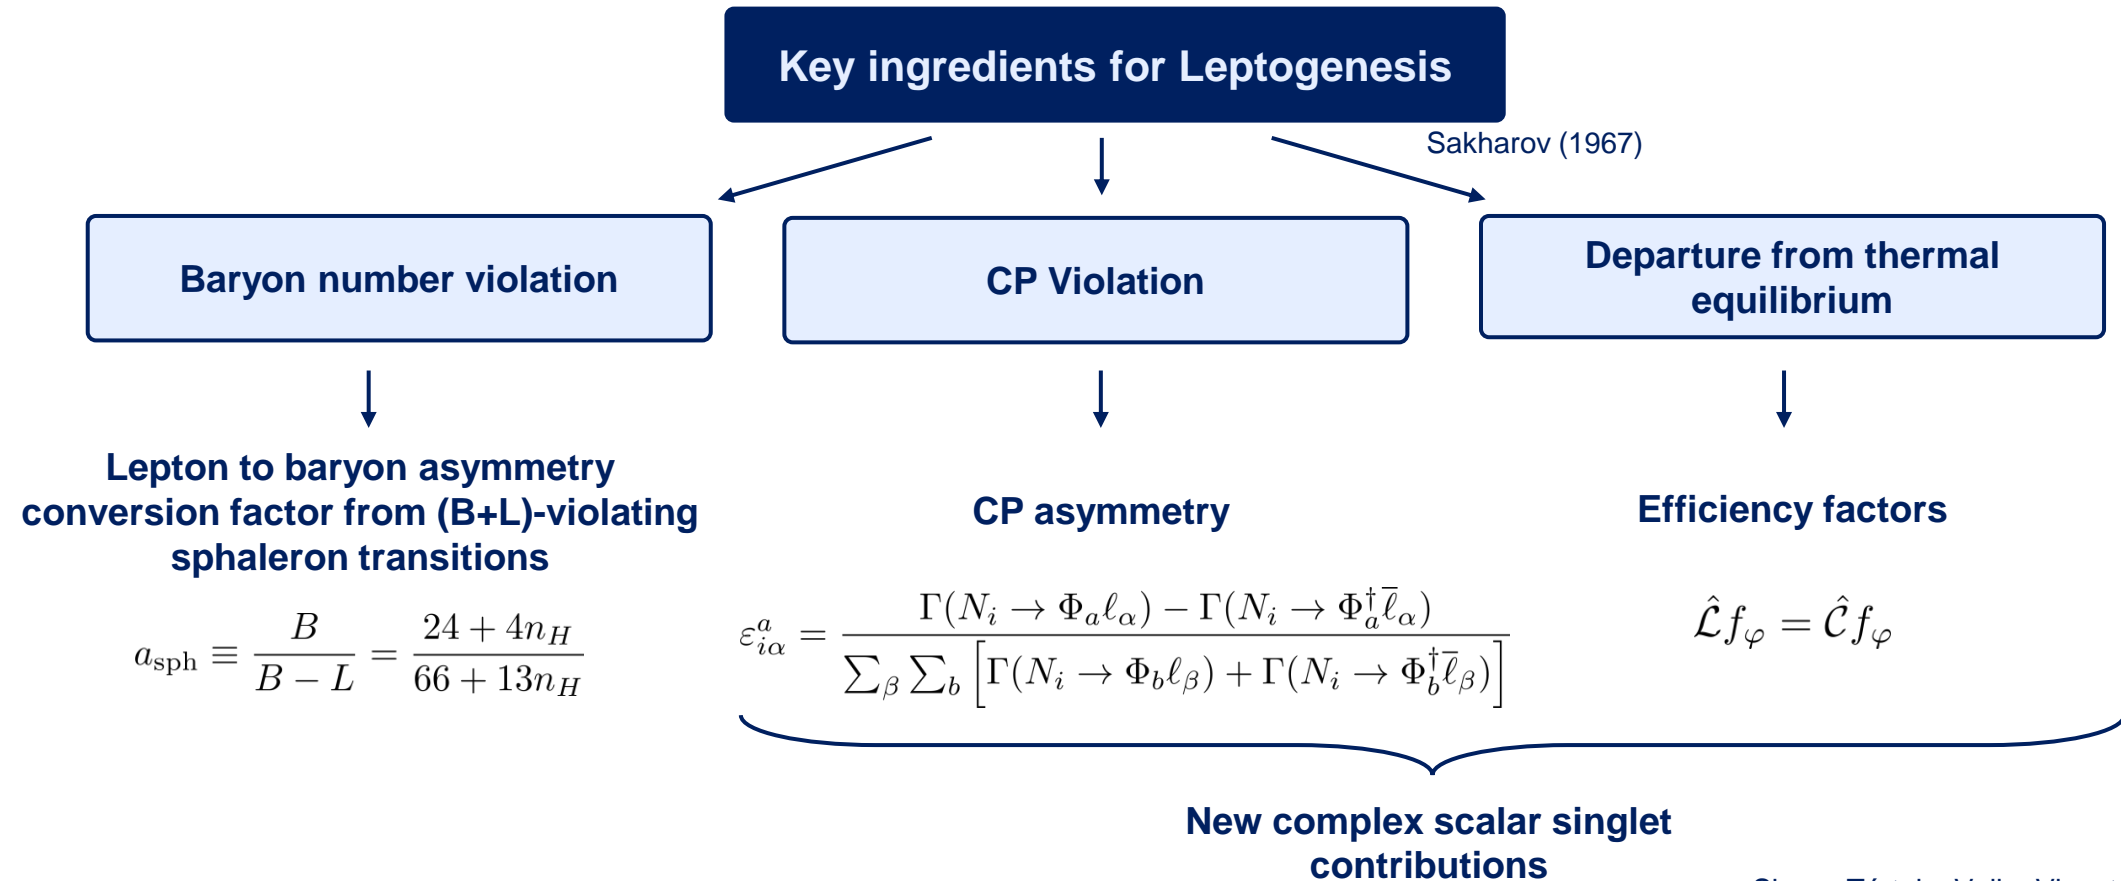 Key ingredients for Leptogenesis
Sakharov (1967)
Baryon number violation
CP Violation
Departure from thermal
equilibrium
Lepton to baryon asymmetry
conversion factor from (B+L)-violating
sphaleron transitions
CP asymmetry
Efficiency factors
a_sph ≡ B / (B − L) = (24 + 4n_H) / (66 + 13n_H)
ε^a_{iα} = (Γ(N_i → Φ_a ℓ_α) − Γ(N_i → Φ_a^† ℓ̅_α)) / (∑_β ∑_b [Γ(N_i → Φ_b ℓ_β) + Γ(N_i → Φ_b^† ℓ̅_β)])
ℒ̂f_φ = 𝒞̂f_φ
New complex scalar singlet
contributions